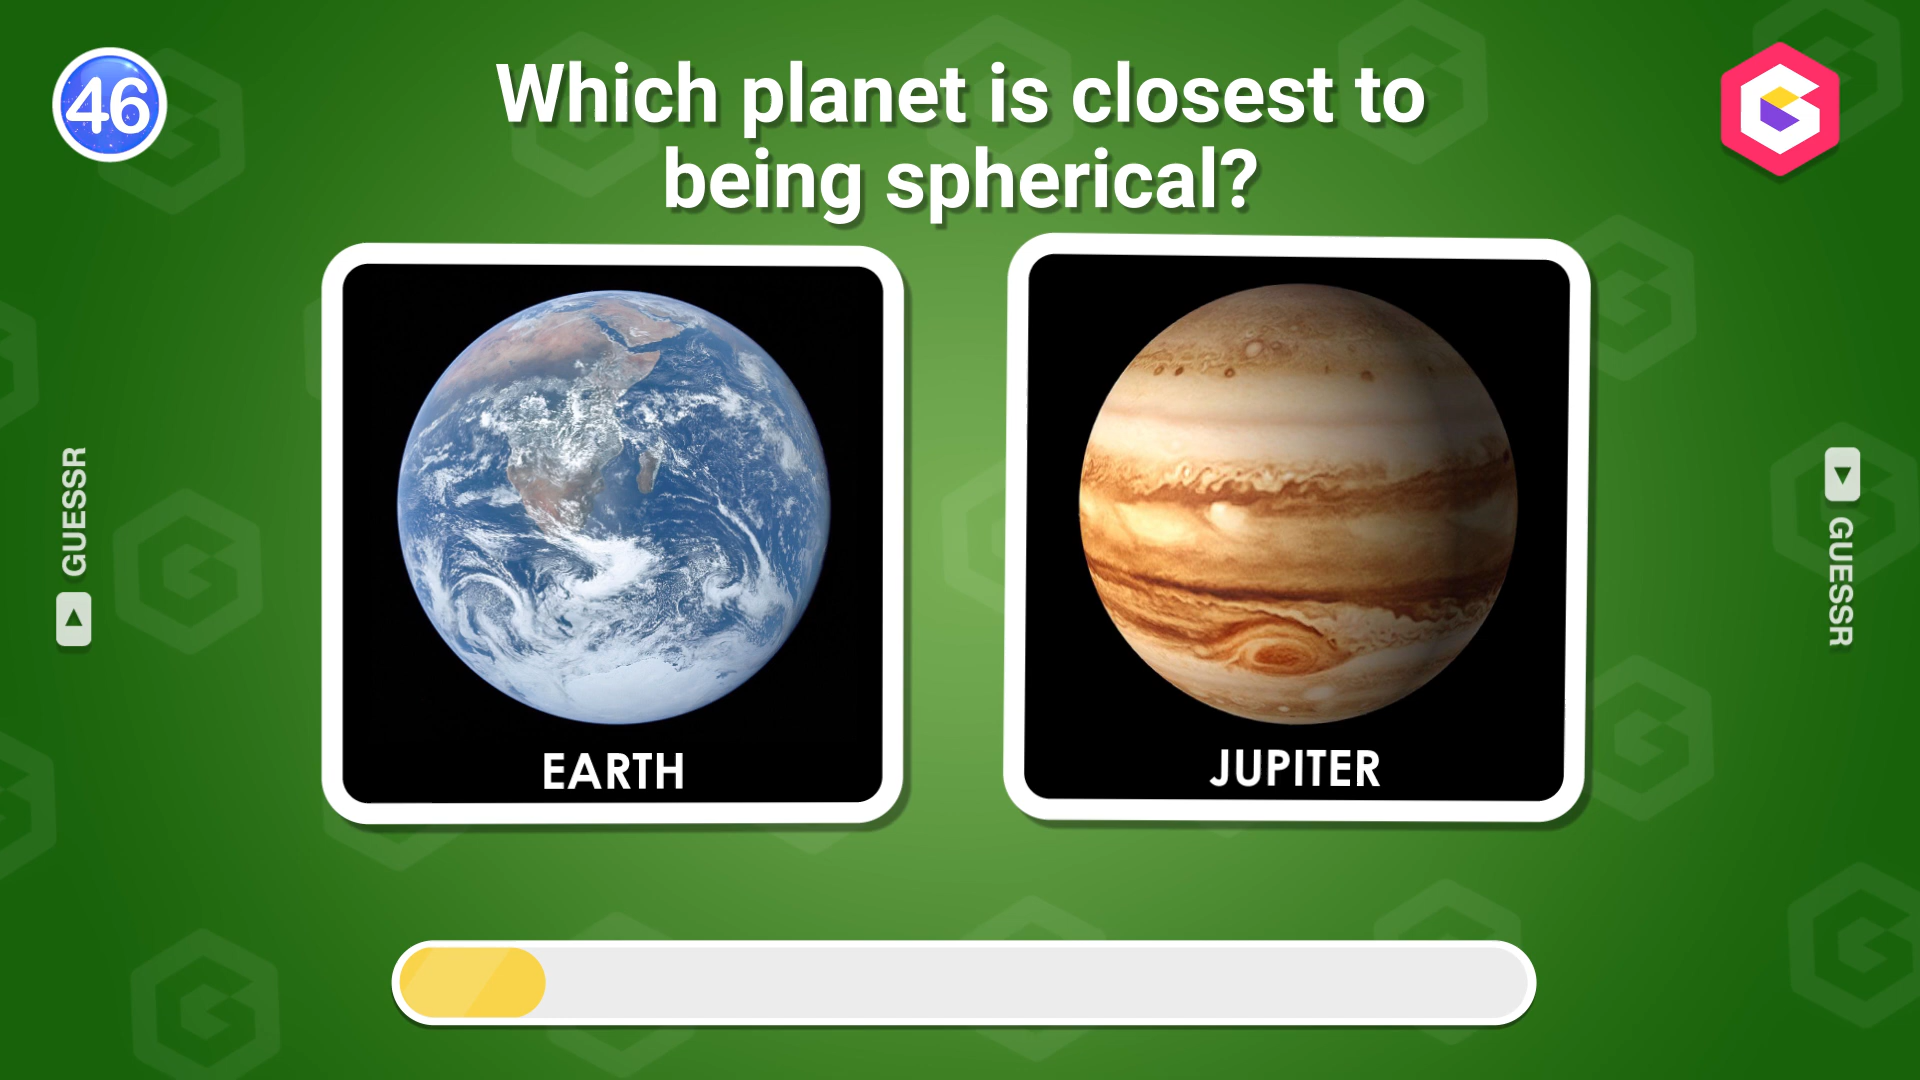 46
Which planet is closest to
being spherical?
EARTH
JUPITER
GUESSR
GUESSR